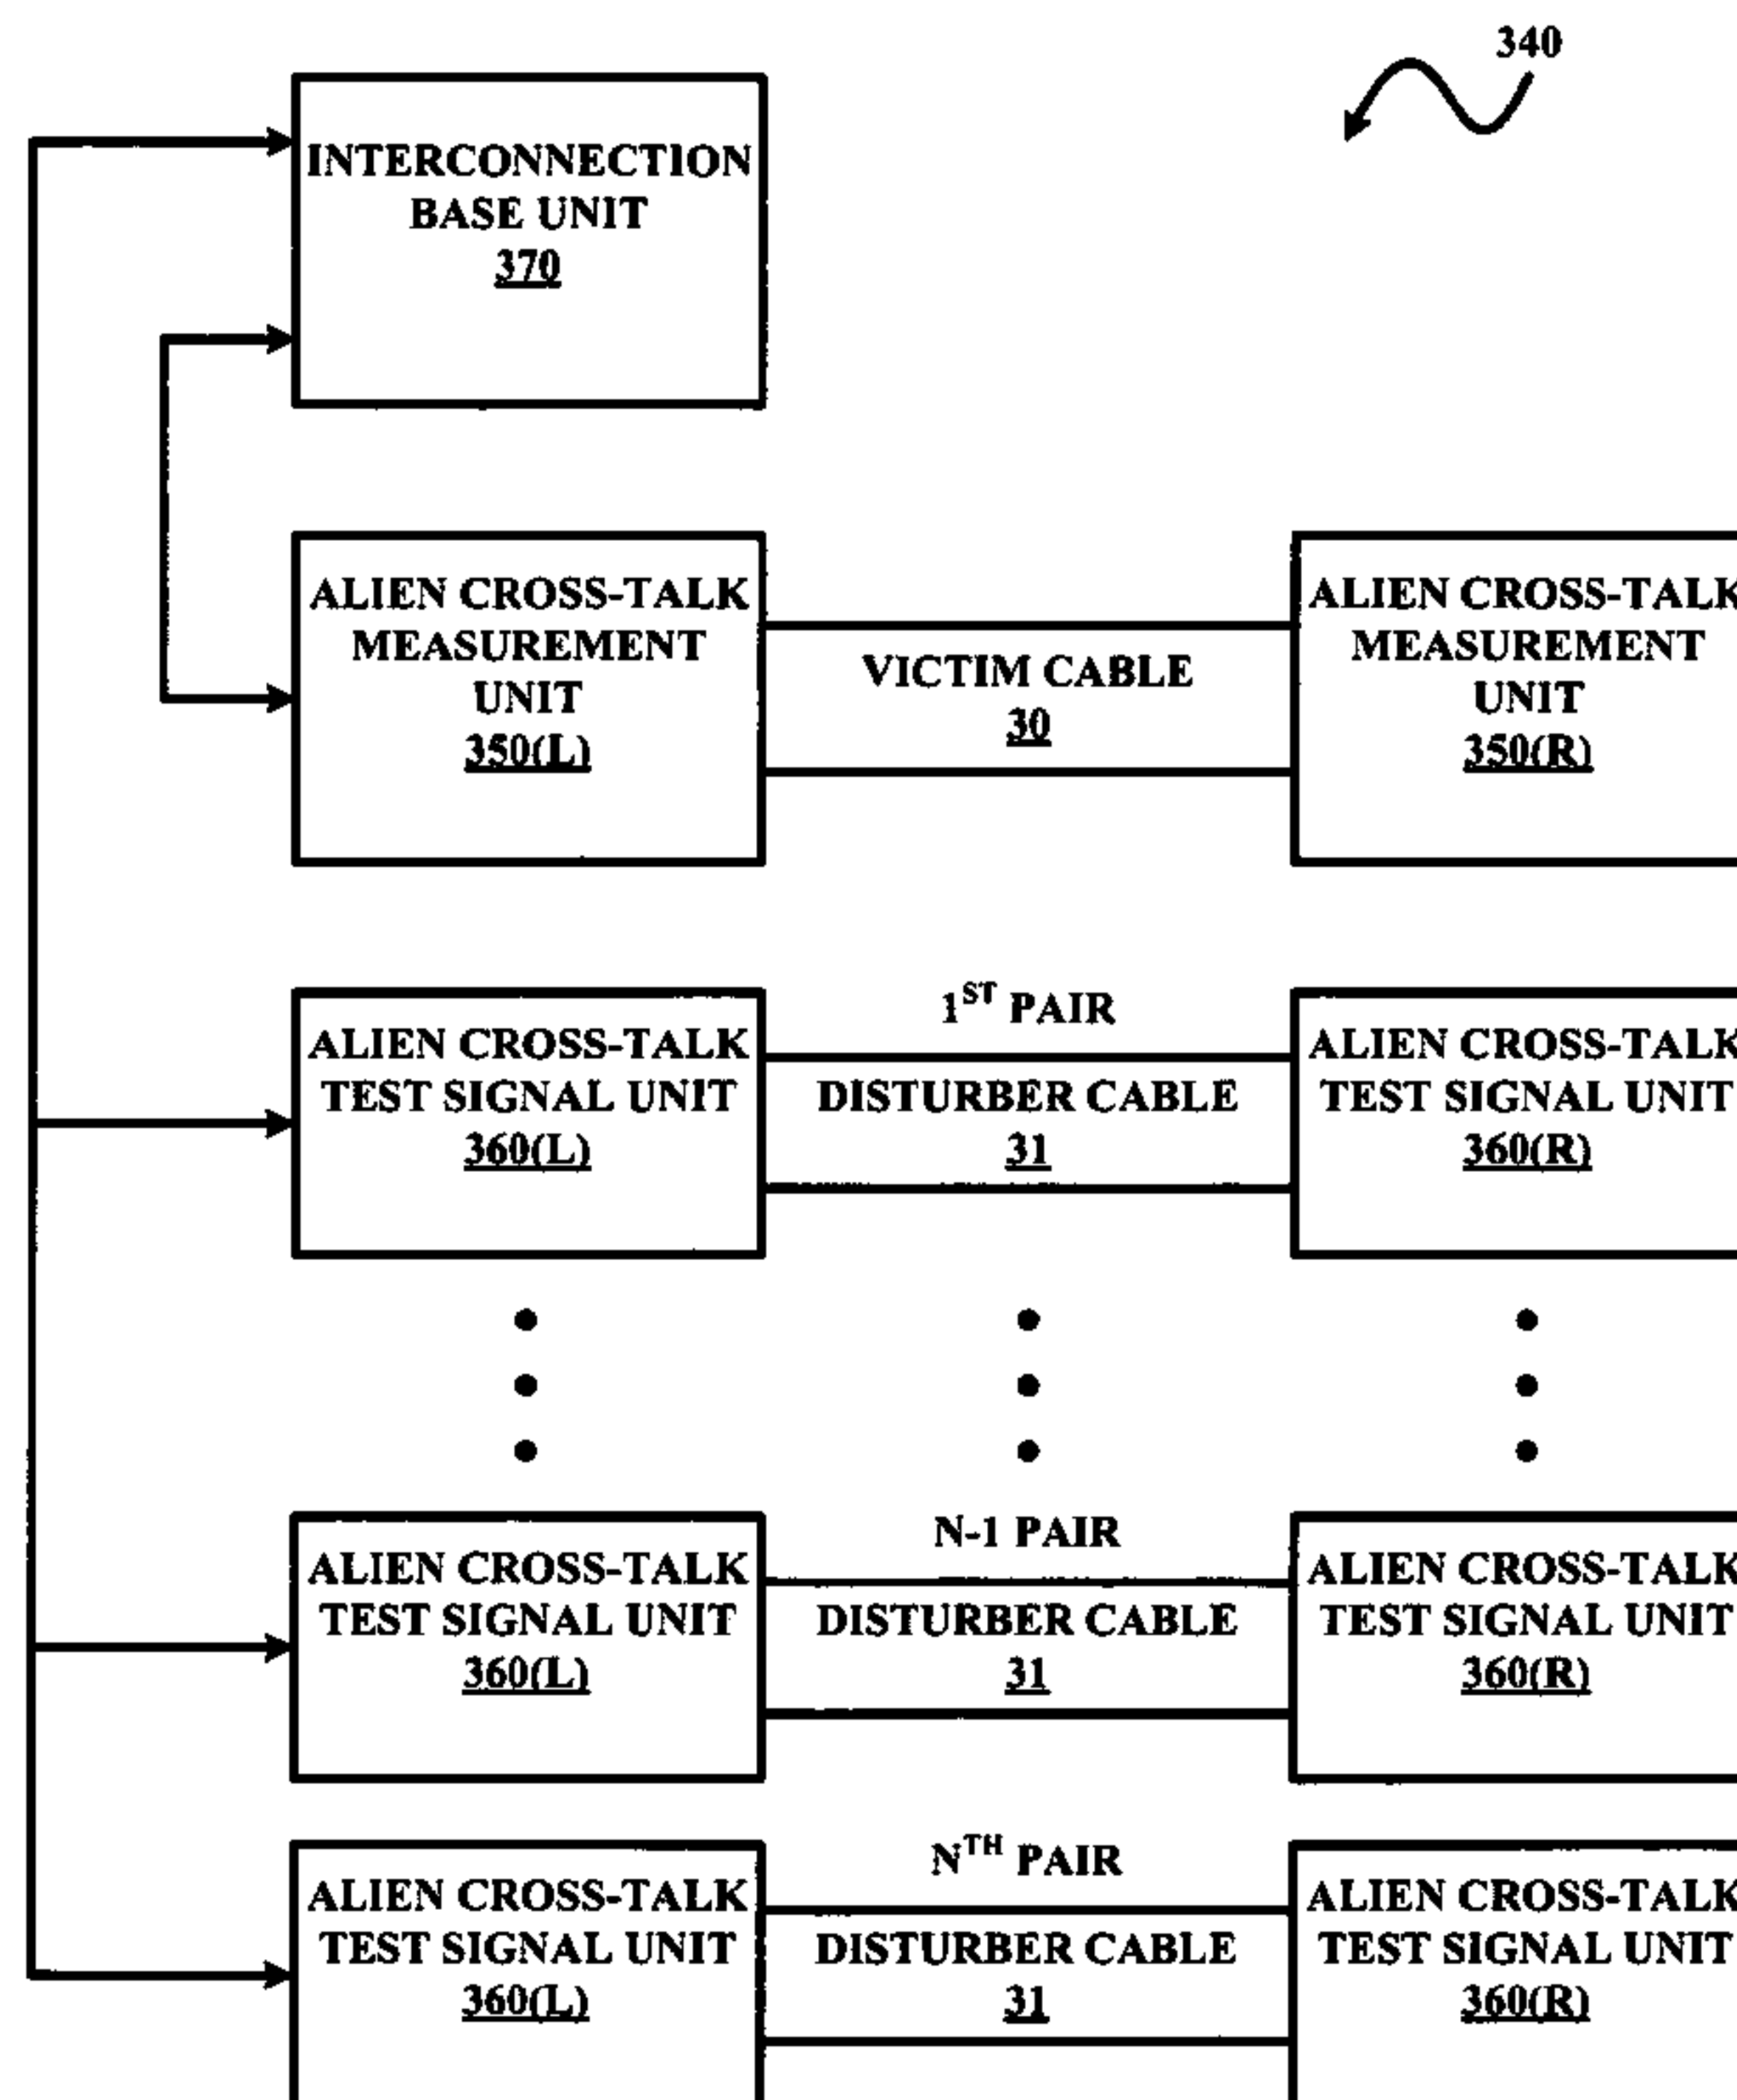 340
INTERCONNECTION
BASE UNIT
370
ALIEN CROSS-TALK
MEASUREMENT
UNIT
350(L)
VICTIM CABLE
30
ALIEN CROSS-TALK
MEASUREMENT
UNIT
350(R)
ALIEN CROSS-TALK
TEST SIGNAL UNIT
360(L)
1ST PAIR
DISTURBER CABLE
31
ALIEN CROSS-TALK
TEST SIGNAL UNIT
360(R)
ALIEN CROSS-TALK
TEST SIGNAL UNIT
360(L)
N-1 PAIR
DISTURBER CABLE
31
ALIEN CROSS-TALK
TEST SIGNAL UNIT
360(R)
ALIEN CROSS-TALK
TEST SIGNAL UNIT
360(L)
NTH PAIR
DISTURBER CABLE
31
ALIEN CROSS-TALK
TEST SIGNAL UNIT
360(R)